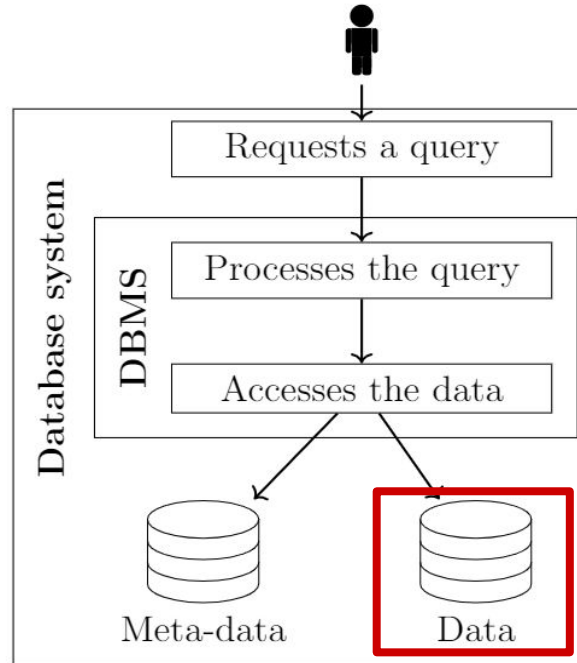 Requests a query
Processes the query
Accesses the data
Database system
DBMS
Meta-data
Data